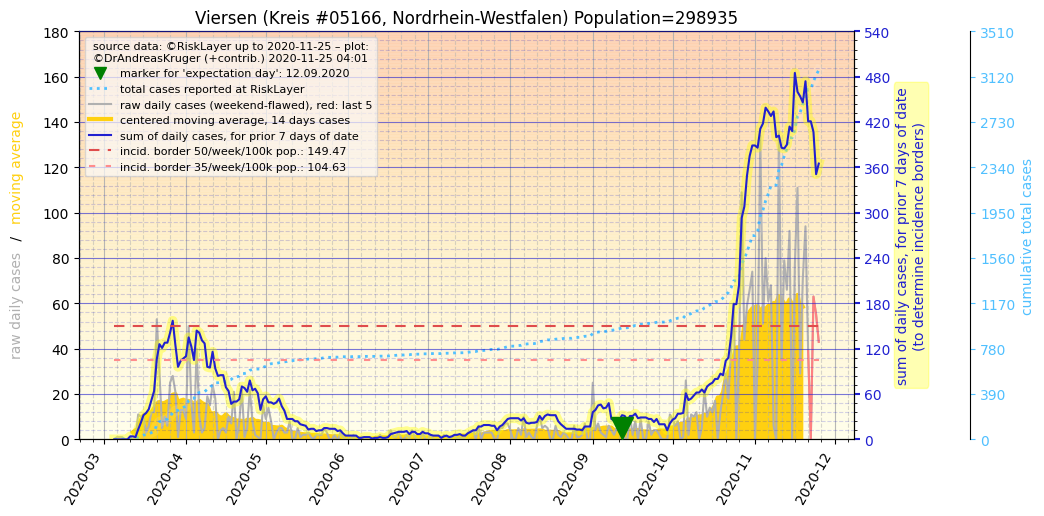 Viersen (Kreis #05166, Nordrhein-Westfalen) Population=298935
source data: ©RiskLayer up to 2020-11-25 – plot:
©DrAndreasKruger (+contrib.) 2020-11-25 04:01
marker for 'expectation day': 12.09.2020
total cases reported at RiskLayer
raw daily cases (weekend-flawed), red: last 5
centered moving average, 14 days cases
sum of daily cases, for prior 7 days of date
incid. border 50/week/100k pop.: 149.47
incid. border 35/week/100k pop.: 104.63
raw daily cases / moving average
180
160
140
120
100
80
60
40
20
0
2020-03
2020-04
2020-05
2020-06
2020-07
2020-08
2020-09
2020-10
2020-11
2020-12
540
480
420
360
300
240
180
120
60
0
sum of daily cases, for prior 7 days of date
(to determine incidence borders)
3510
3120
2730
2340
1950
1560
1170
780
390
0
cumulative total cases